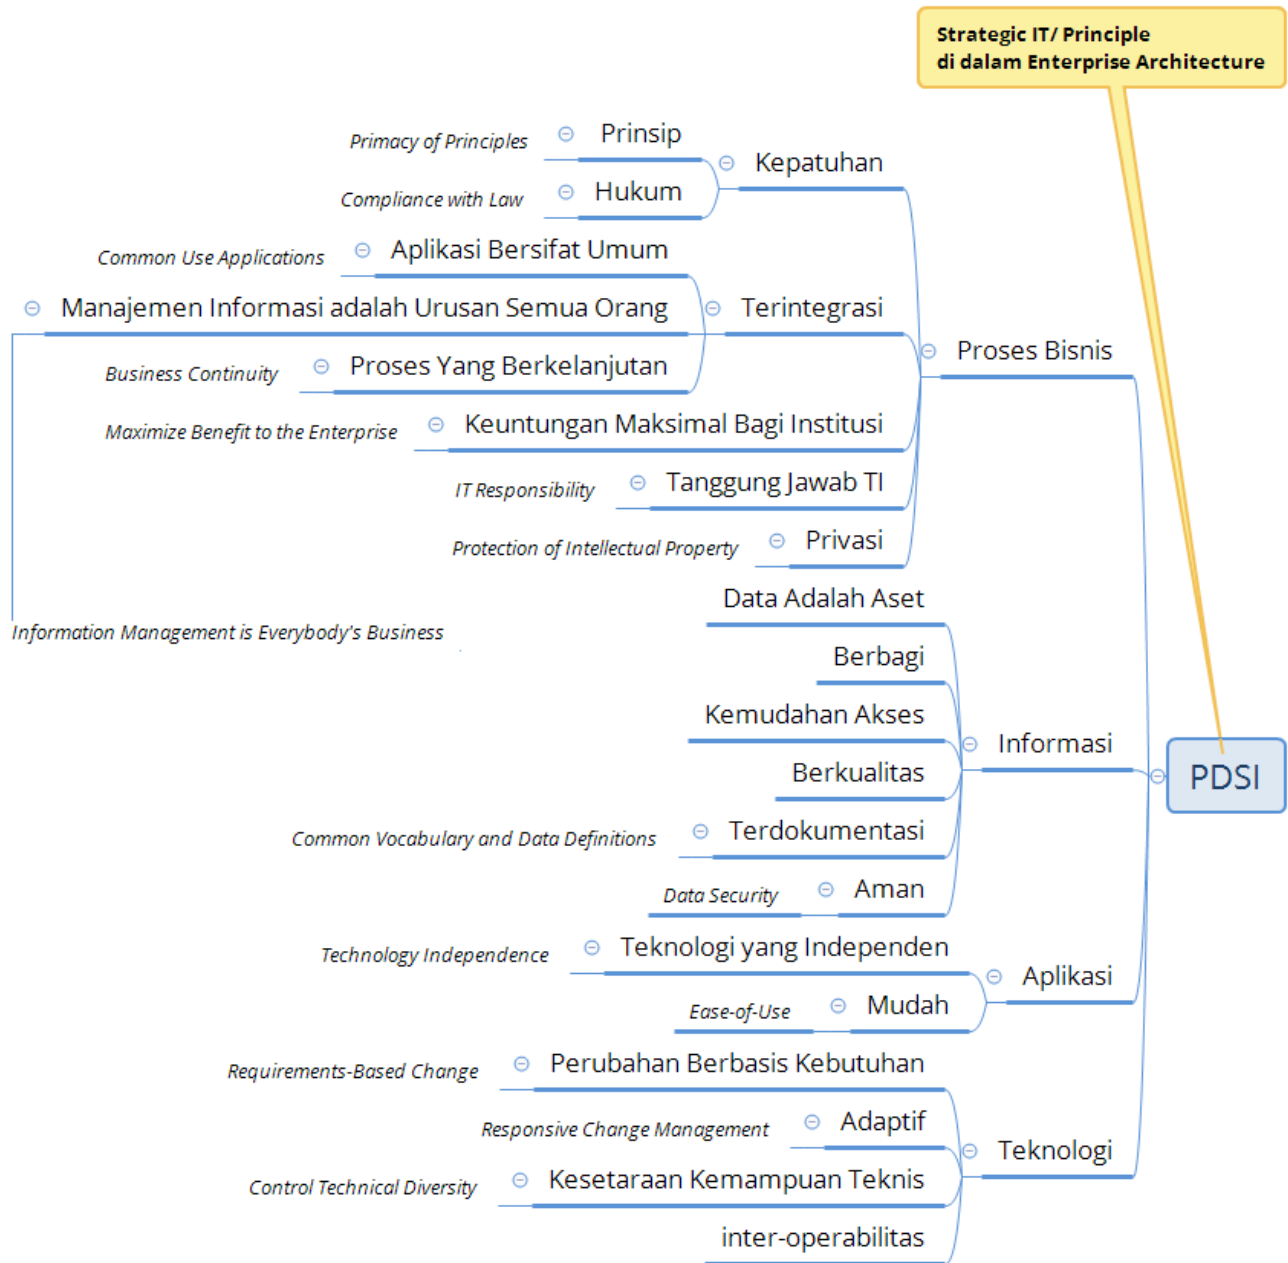 Strategic IT/ Principle
di dalam Enterprise Architecture
Primacy of Principles
Prinsip
Kepatuhan
Compliance with Law
Hukum
Common Use Applications
Aplikasi Bersifat Umum
Manajemen Informasi adalah Urusan Semua Orang
Terintegrasi
Proses Bisnis
Business Continuity
Proses Yang Berkelanjutan
Maximize Benefit to the Enterprise
Keuntungan Maksimal Bagi Institusi
IT Responsibility
Tanggung Jawab TI
Protection of Intellectual Property
Privasi
Data Adalah Aset
Information Management is Everybody's Business
Berbagi
Kemudahan Akses
Informasi
PDSI
Berkualitas
Common Vocabulary and Data Definitions
Terdokumentasi
Data Security
Aman
Technology Independence
Teknologi yang Independen
Aplikasi
Ease-of-Use
Mudah
Requirements-Based Change
Perubahan Berbasis Kebutuhan
Responsive Change Management
Adaptif
Teknologi
Control Technical Diversity
Kesetaraan Kemampuan Teknis
inter-operabilitas